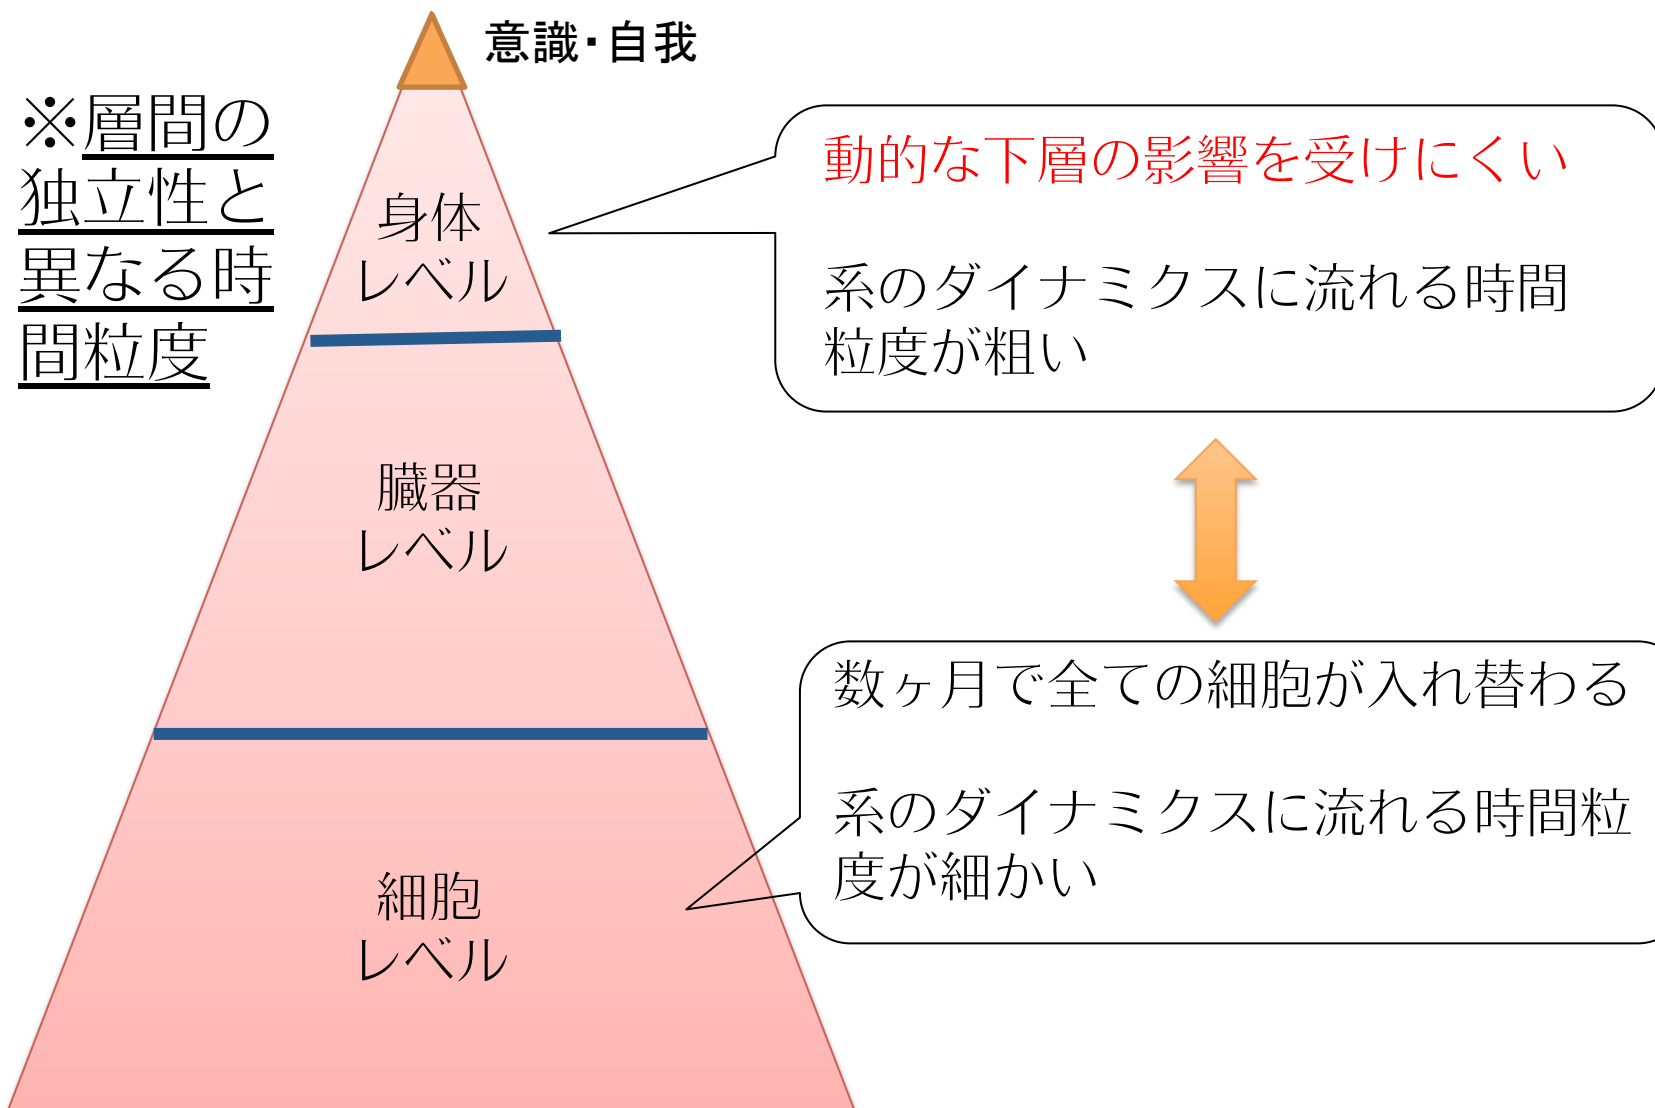 意識・自我
※層間の
独立性と
異なる時
間粒度
動的な下層の影響を受けにくい
系のダイナミクスに流れる時間
粒度が粗い
身体
レベル
臓器
レベル
数ヶ月で全ての細胞が入れ替わる
系のダイナミクスに流れる時間粒
度が細かい
細胞
レベル